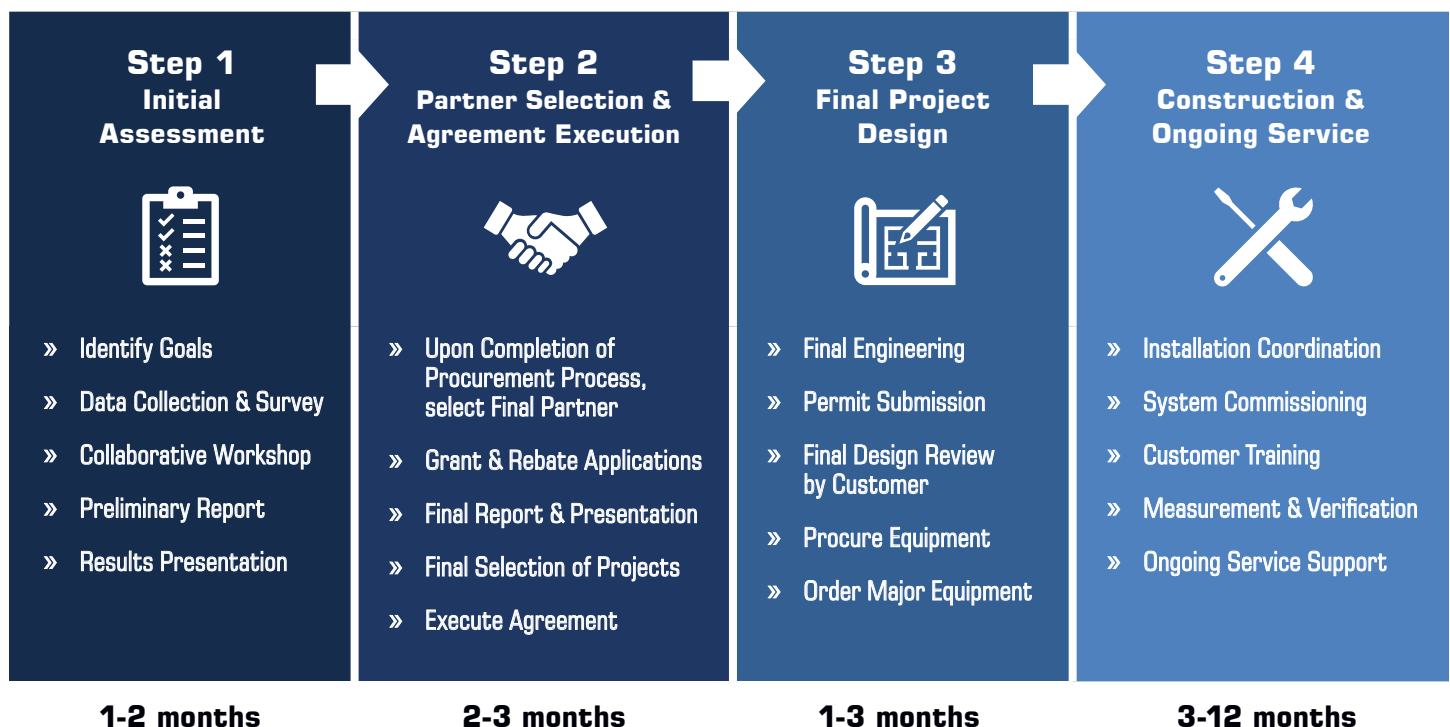 Step 1
Initial
Assessment
» Identify Goals
» Data Collection & Survey
» Collaborative Workshop
» Preliminary Report
» Results Presentation
1-2 months
Step 2
Partner Selection &
Agreement Execution
» Upon Completion of
Procurement Process,
select Final Partner
» Grant & Rebate Applications
» Final Report & Presentation
» Final Selection of Projects
» Execute Agreement
2-3 months
Step 3
Final Project
Design
» Final Engineering
» Permit Submission
» Final Design Review
by Customer
» Procure Equipment
» Order Major Equipment
1-3 months
Step 4
Construction &
Ongoing Service
» Installation Coordination
» System Commissioning
» Customer Training
» Measurement & Verification
» Ongoing Service Support
3-12 months